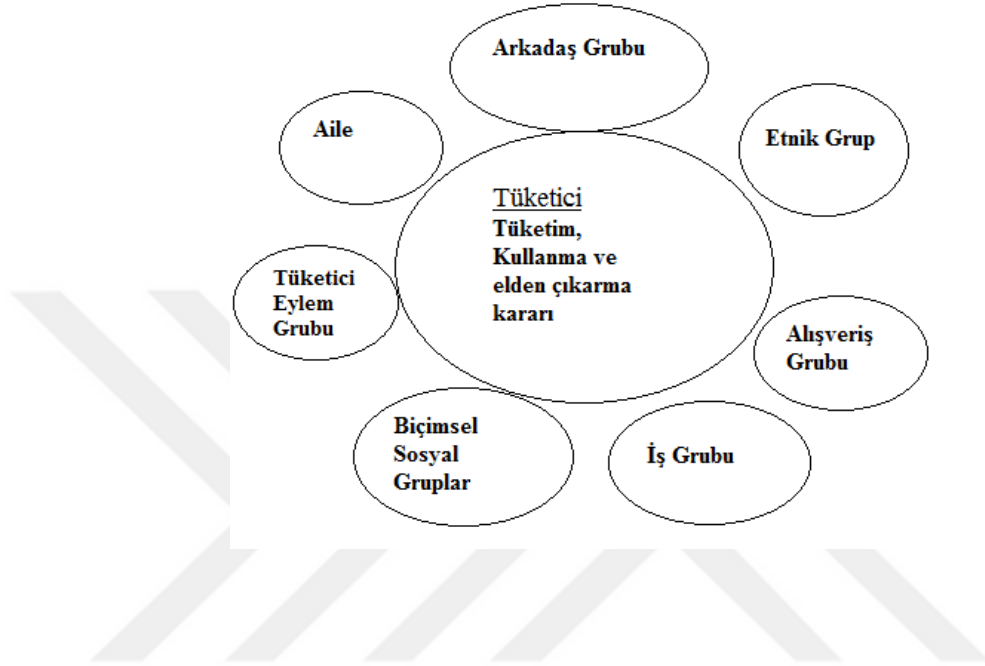 Arkadaş Grubu
Aile
Etnik Grup
Tüketici
Tüketim,
Kullanma ve
elden çıkarma
kararı
Tüketici
Eylem
Grubu
Alışveriş
Grubu
Biçimsel
Sosyal
Gruplar
İş Grubu